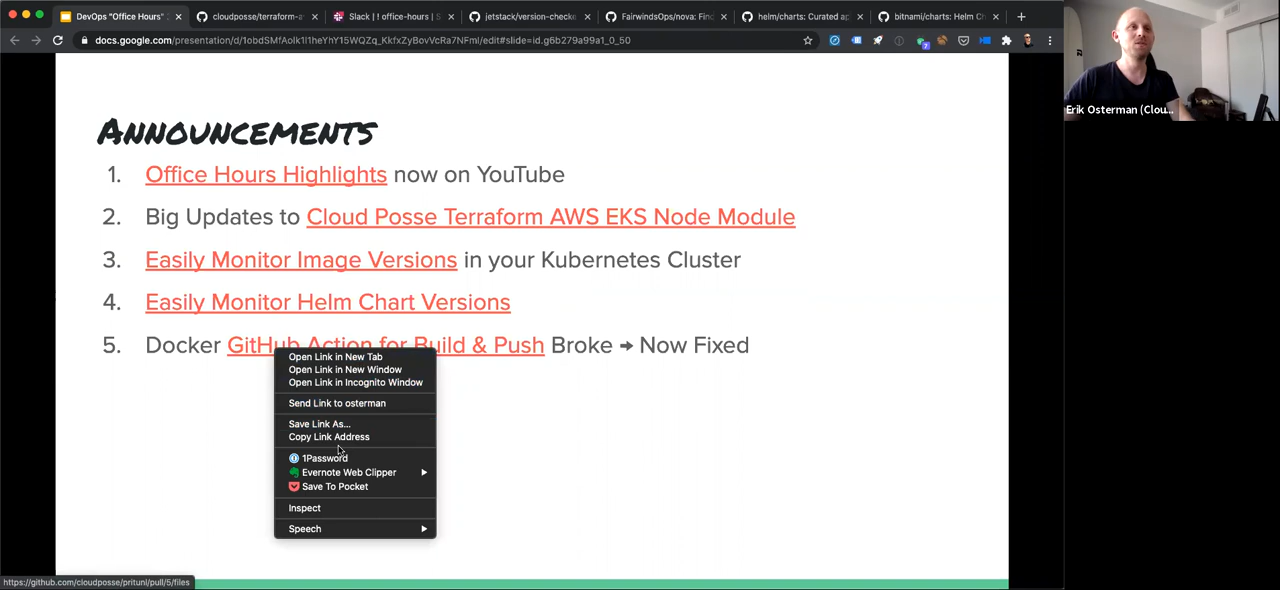 DevOps "Office Hours" 2
cloudposse/terraform-a
Slack | ! office-hours | S
jetstack/version-checke
FairwindsOps/nova: Find
helm/charts: Curated ap
bitnami/charts: Helm Ch
docs.google.com/presentation/d/1obdSMfAolk1l1heYhY15WQZq_KkfxZyBovVcRa7NFmI/edit#slide=id.g6b279a99a1_0_50
Erik Osterman (Clou...
ANNOUNCEMENTS
1. Office Hours Highlights now on YouTube
2. Big Updates to Cloud Posse Terraform AWS EKS Node Module
3. Easily Monitor Image Versions in your Kubernetes Cluster
4. Easily Monitor Helm Chart Versions
5. Docker GitHub Action for Build & Push Broke → Now Fixed
Open Link in New Tab
Open Link in New Window
Open Link in Incognito Window
Send Link to osterman
Save Link As...
Copy Link Address
1Password
Evernote Web Clipper
Save To Pocket
Inspect
Speech
https://github.com/cloudposse/pritunl/pull/5/files